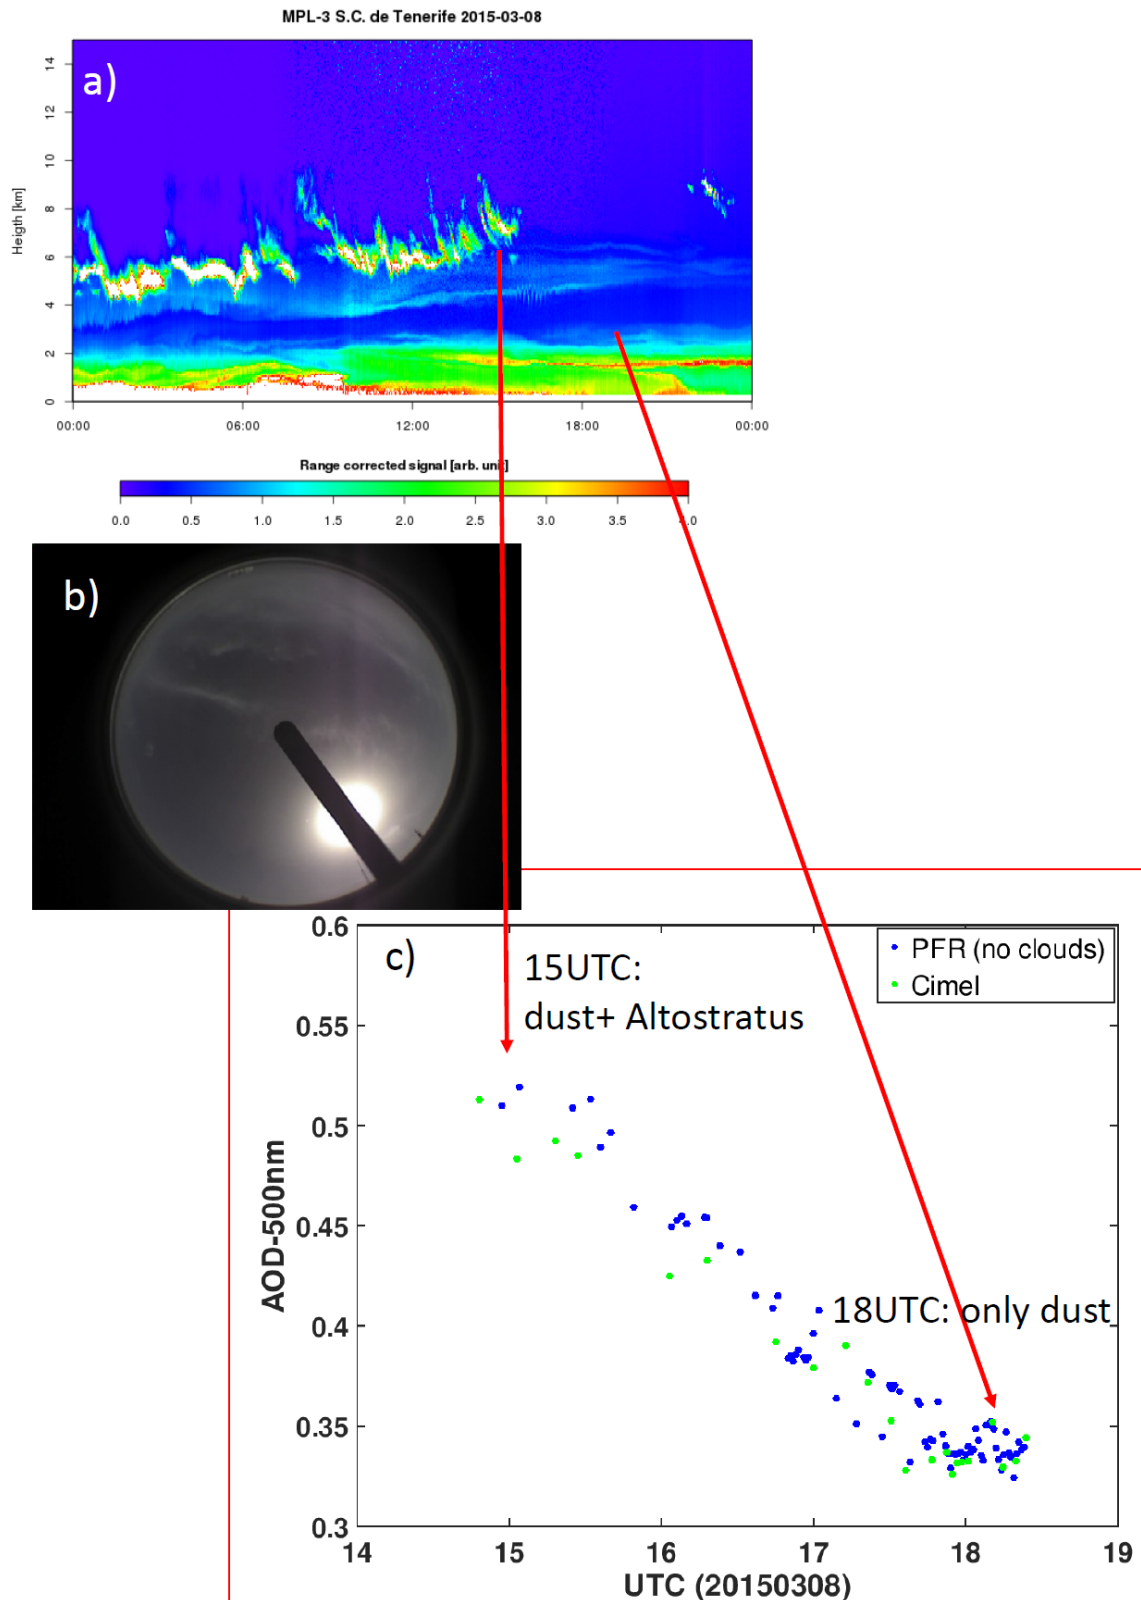 MPL-3 S.C. de Tenerife 2015-03-08
a)
14
12
10
8
6
4
2
0
Heigth [km]
00:00 06:00 12:00 18:00 00:00
Range corrected signal [arb. unit]
0.0 0.5 1.0 1.5 2.0 2.5 3.0 3.5 4.0
b)
c)
PFR (no clouds)
Cimel
15UTC:
dust+ Altostratus
18UTC: only dust
0.6
0.55
0.5
0.45
0.4
0.35
0.3
AOD-500nm
14 15 16 17 18 19
UTC (20150308)